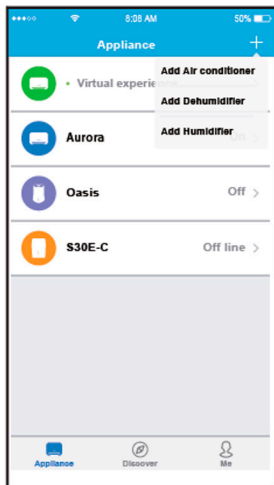 8:08 AM
50%
Appliance
+
Add Air conditioner
• Virtual experie
Add Dehumidifier
Add Humidifier
Aurora On >
Oasis Off >
S30E-C Off line >
Appliance Discover Me